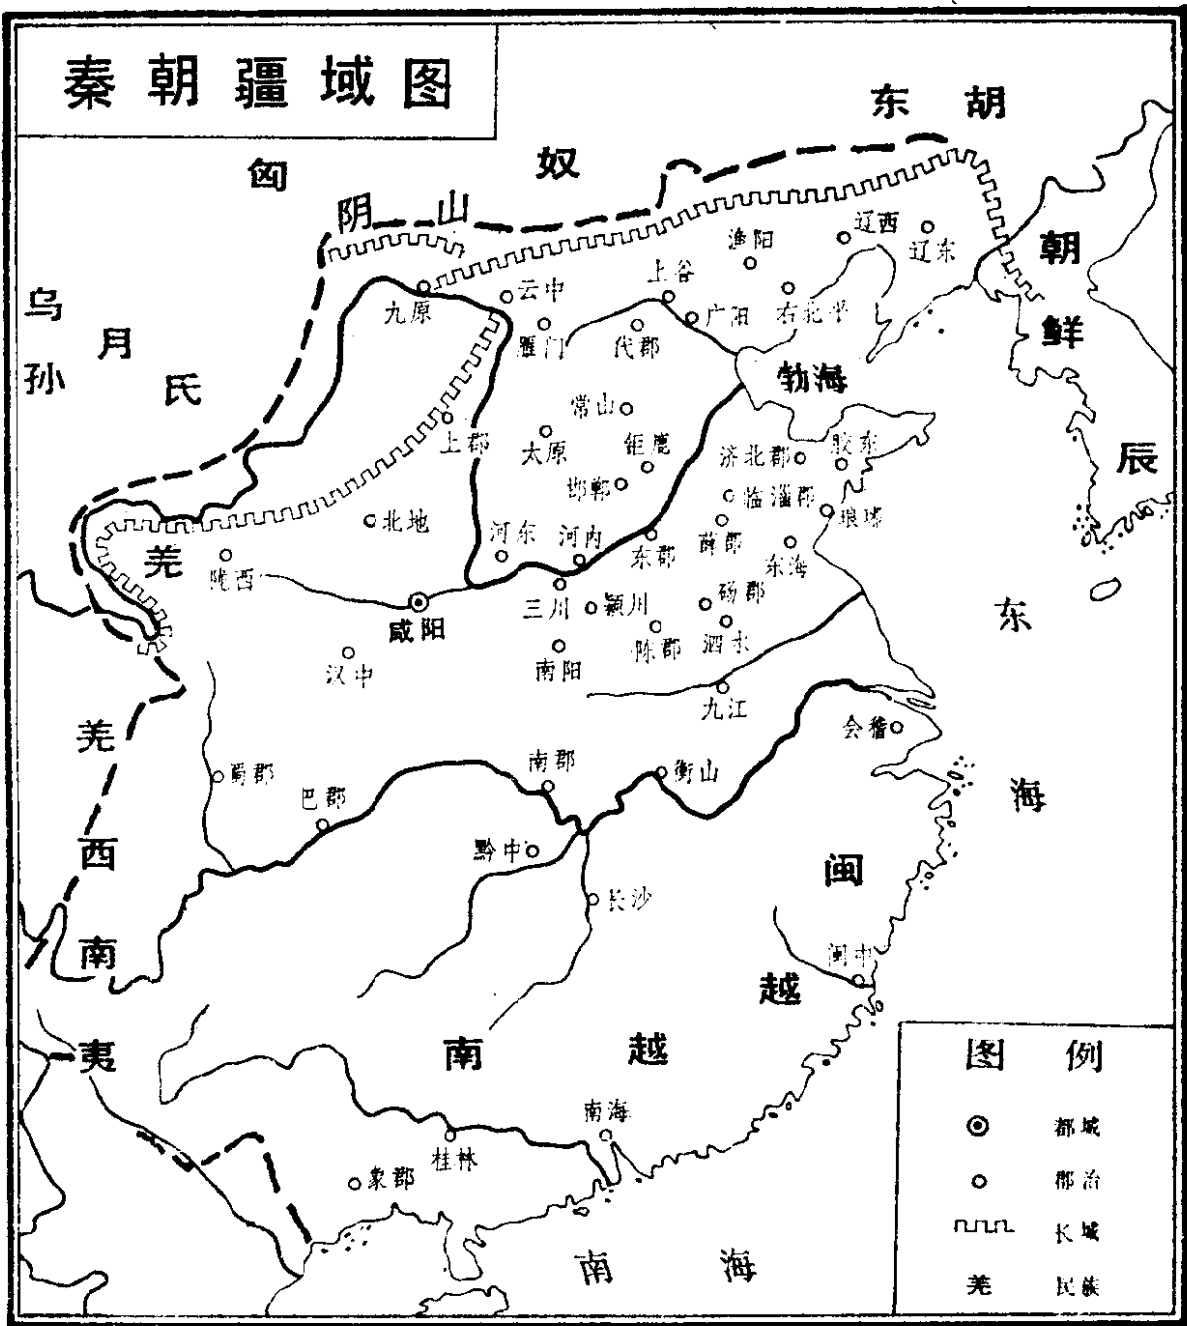 秦朝疆域图
东胡
匈奴
阴山
朝鲜
乌孙
月氏
辽西
辽东
渔阳
上谷
云中
九原
广阳
右北平
雁门
代郡
勃海
常山
上郡
太原
钜鹿
济北郡
胶东
辰
邯郸
临淄郡
北地
琅琊
羌
河东
河内
东郡
薛郡
东海
陇西
三川
颖川
砀郡
咸阳
陈郡
泗水
东海
汉中
南阳
九江
会稽
羌
蜀郡
巴郡
南郡
衡山
黔中
闽越
长沙
西南夷
闽中
南越
南海
桂林
象郡
南海
图例
都城
郡治
长城
羌 民族